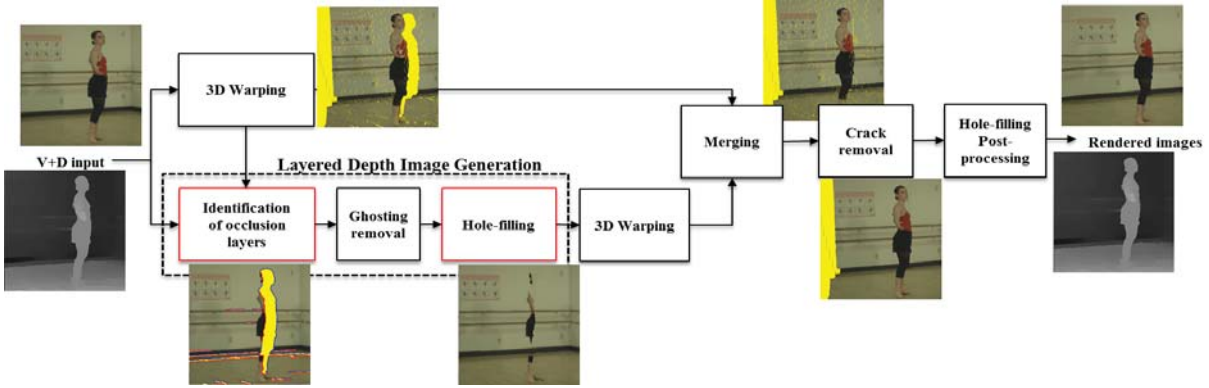 3D Warping
V+D input
Layered Depth Image Generation
Identification
of occlusion
layers
Ghosting
removal
Hole-filling
3D Warping
Merging
Crack
removal
Hole-filling
Post-
processing
Rendered images